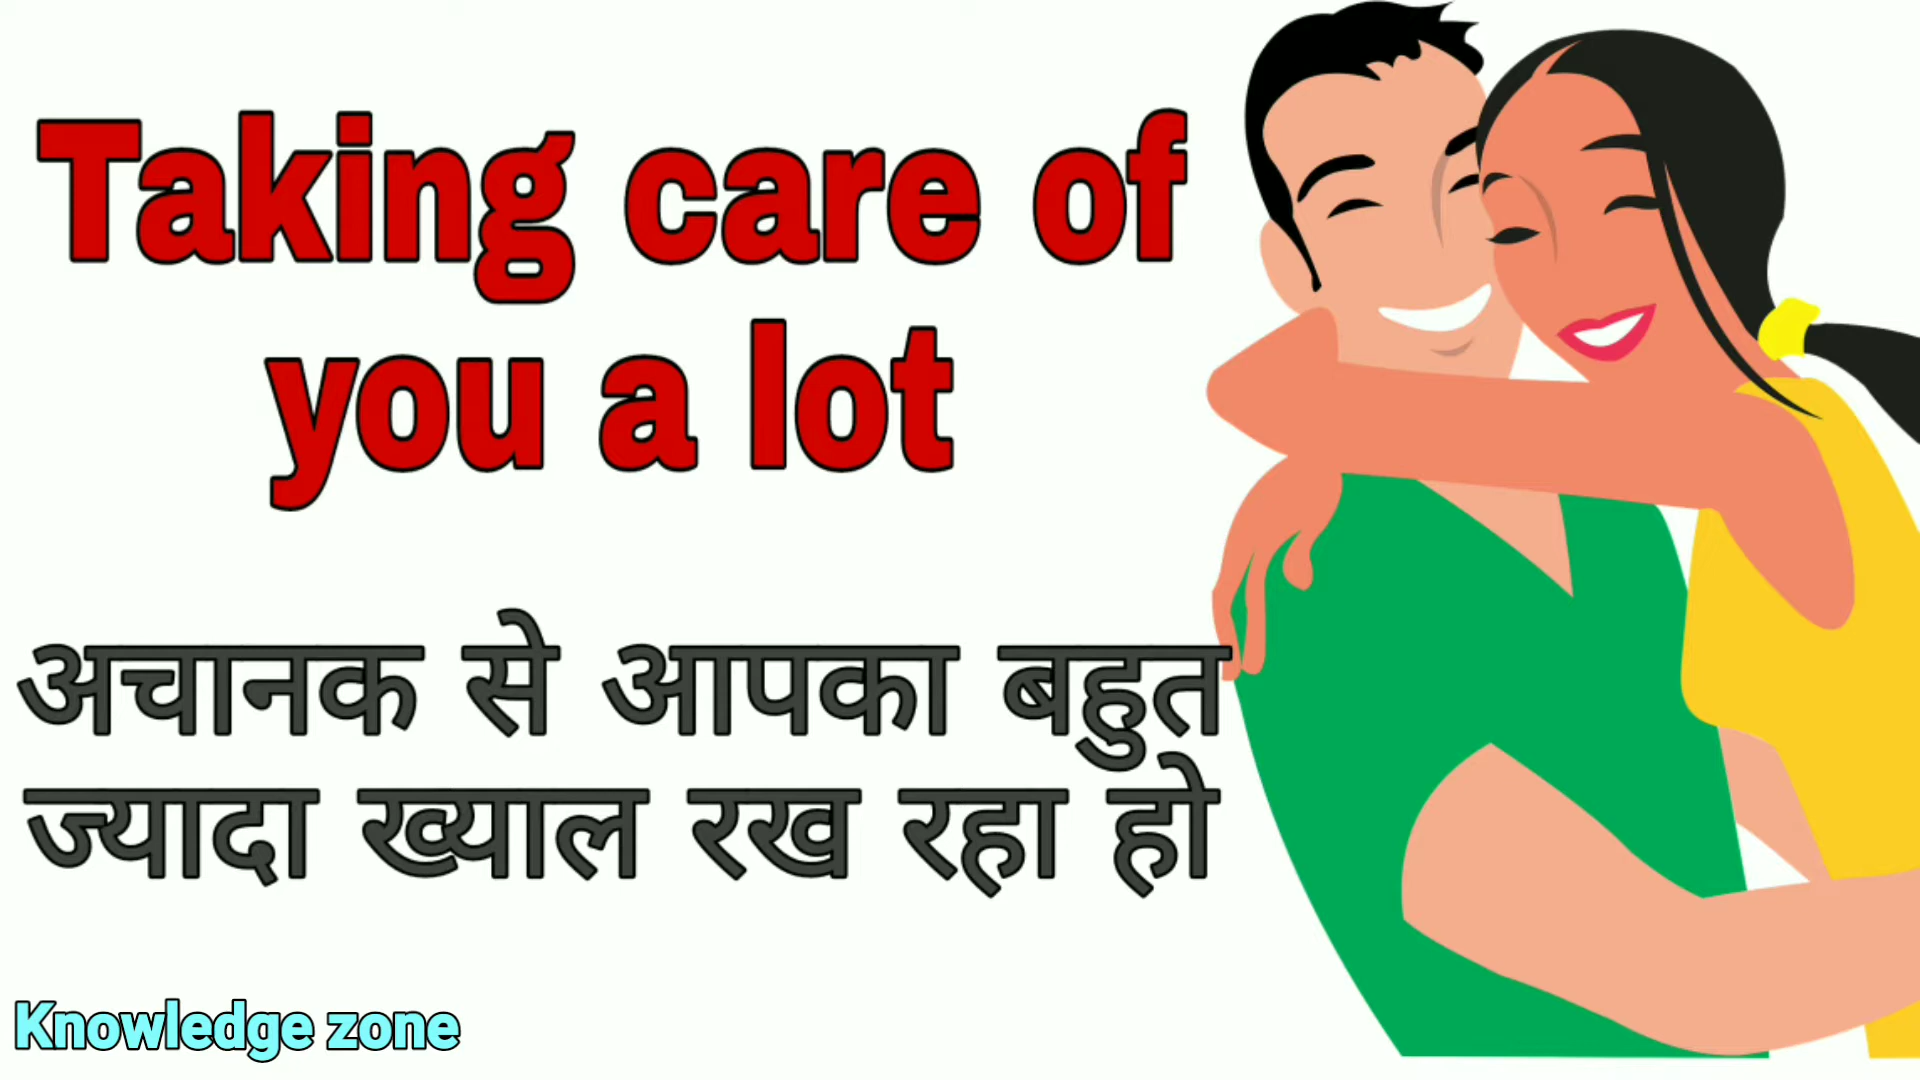 Taking care of
you a lot
अचानक से आपका बहुत
ज्यादा ख्याल रख रहा हो
Knowledge zone